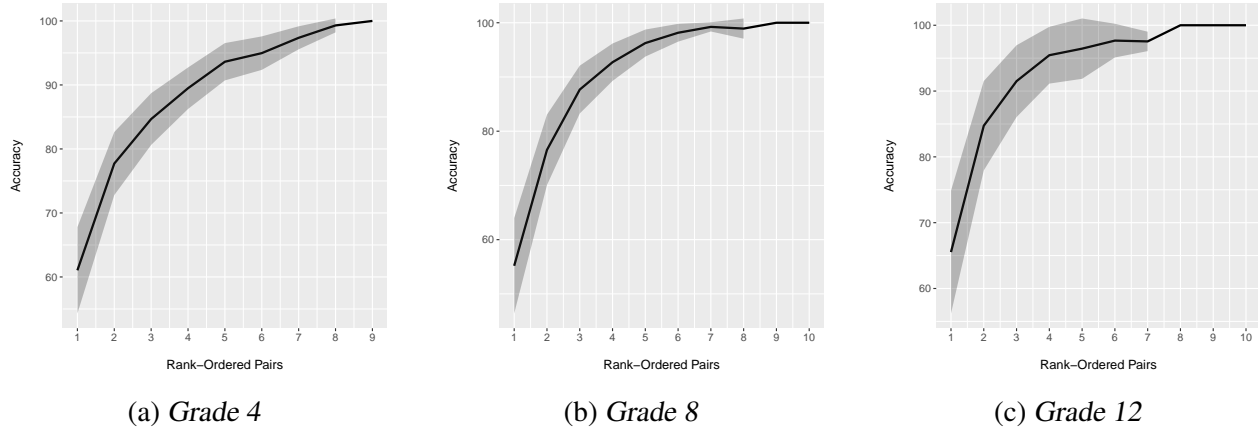 100
90
80
70
60
Accuracy
1 2 3 4 5 6 7 8 9
Rank−Ordered Pairs
(a) Grade 4
100
80
60
Accuracy
1 2 3 4 5 6 7 8 9 10
Rank−Ordered Pairs
(b) Grade 8
100
90
80
70
60
Accuracy
1 2 3 4 5 6 7 8 9 10
Rank−Ordered Pairs
(c) Grade 12